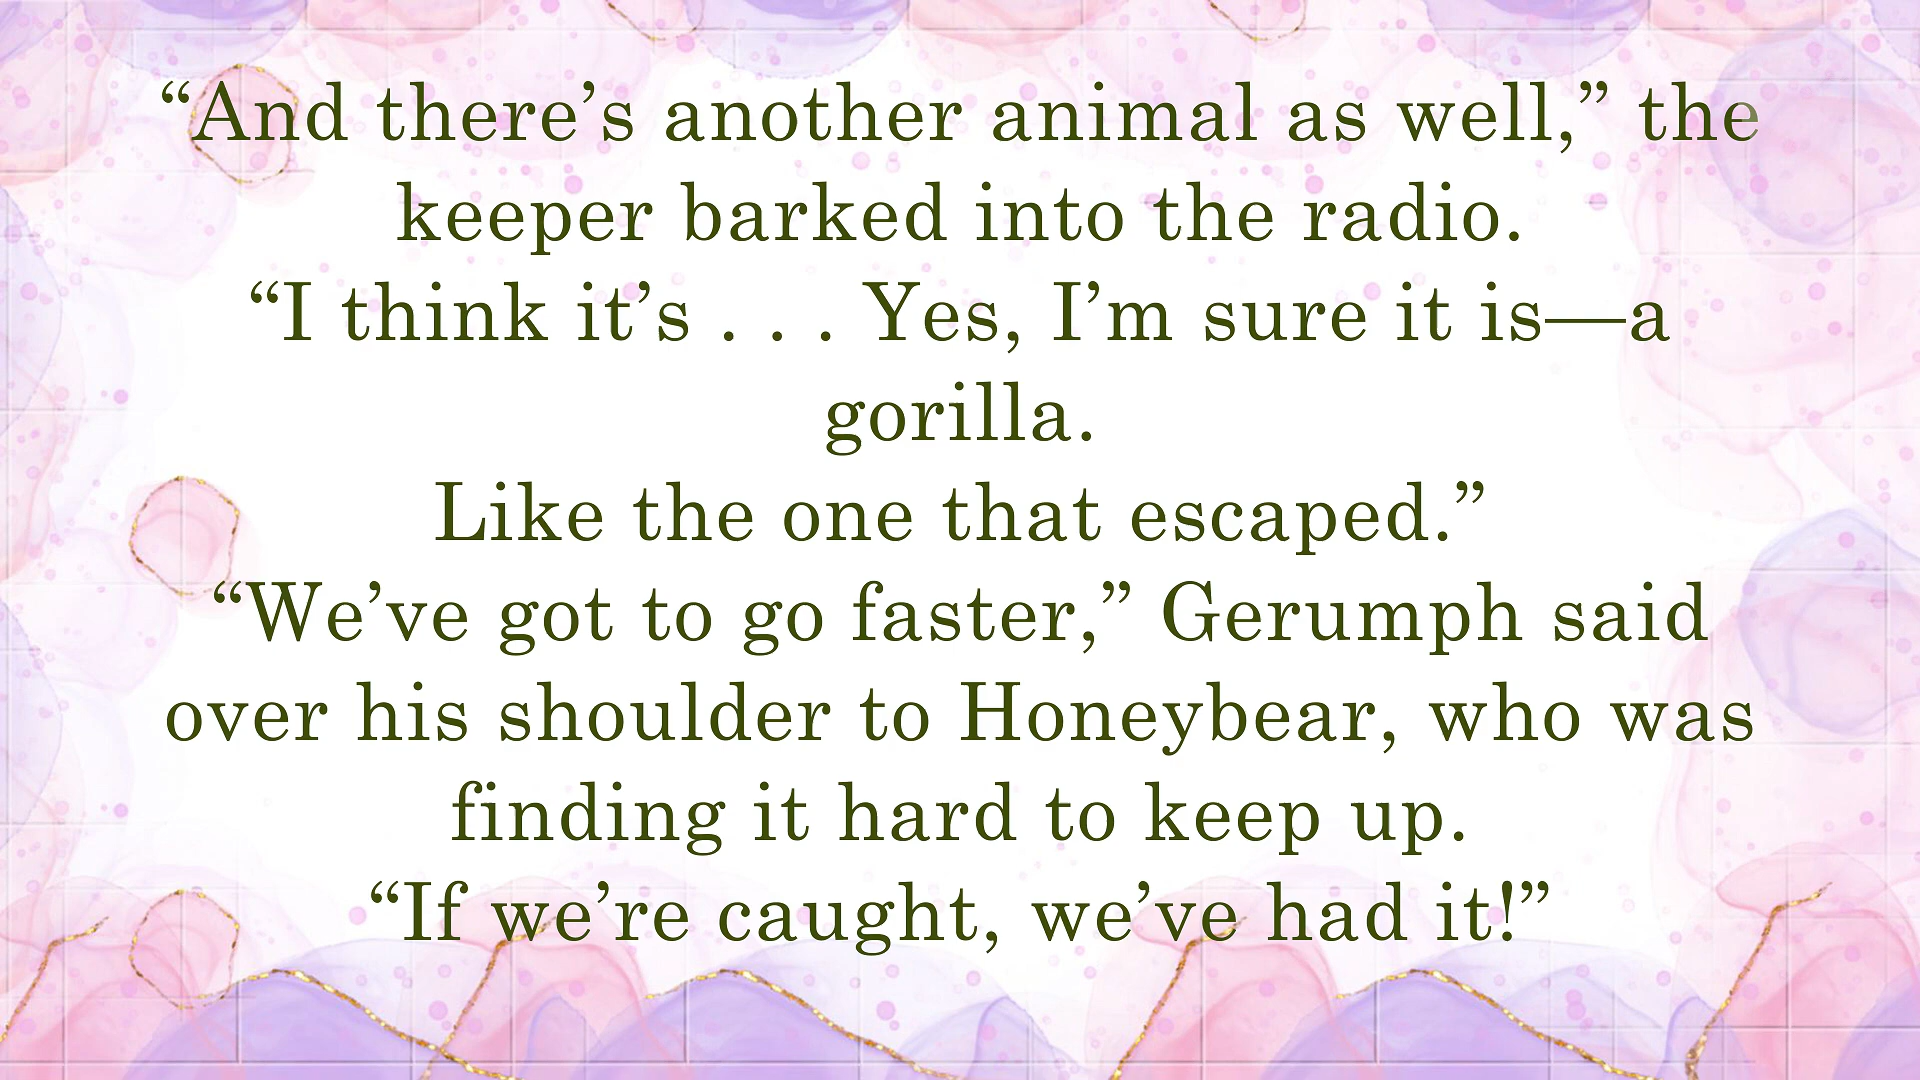 “And there’s another animal as well,” the
keeper barked into the radio.
“I think it’s . . . Yes, I’m sure it is—a
gorilla.
Like the one that escaped.”
“We’ve got to go faster,” Gerumph said
over his shoulder to Honeybear, who was
finding it hard to keep up.
“If we’re caught, we’ve had it!”